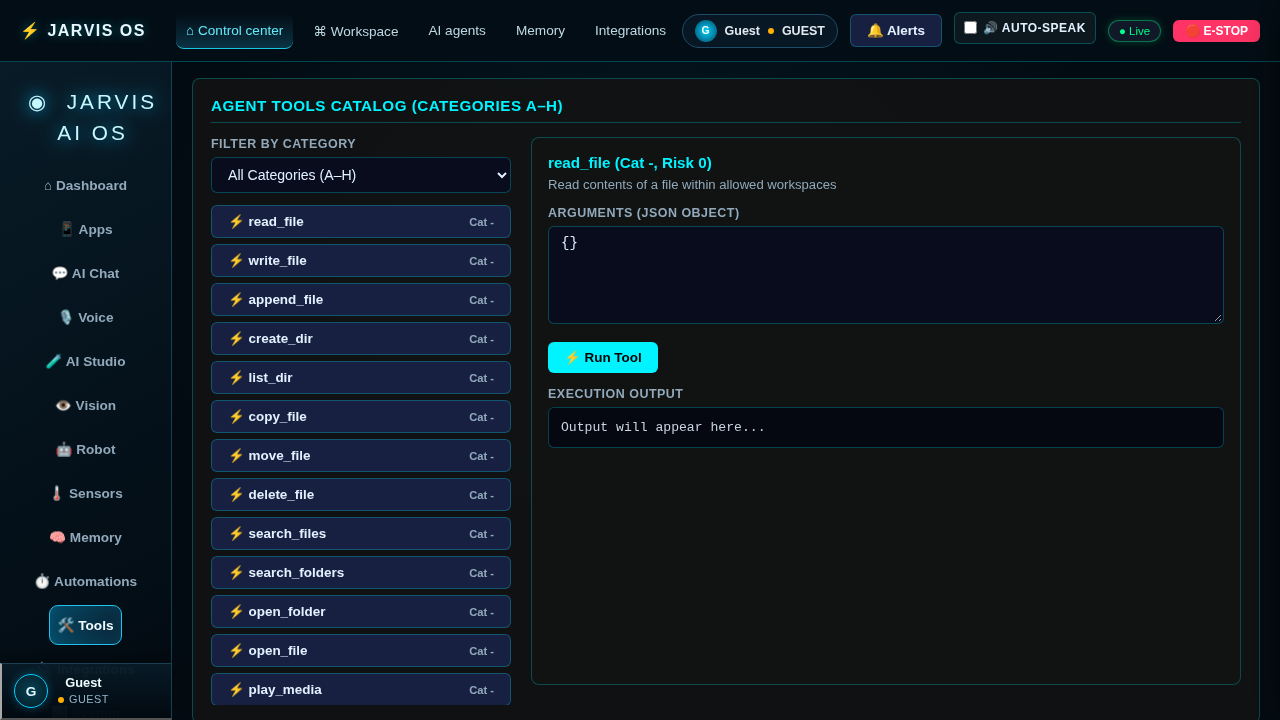 ⚡ JARVIS OS
⌂ Control center
⌘ Workspace
AI agents
Memory
Integrations
G Guest GUEST
🔔 Alerts
🔊 AUTO-SPEAK
● Live
🛑 E-STOP
◉ JARVIS
AI OS
⌂ Dashboard
📱 Apps
💬 AI Chat
🎙️ Voice
🧪 AI Studio
👁️ Vision
🤖 Robot
🌡️ Sensors
🧠 Memory
⏱️ Automations
🛠️ Tools
Integrations
G
Guest
GUEST
AGENT TOOLS CATALOG (CATEGORIES A–H)
FILTER BY CATEGORY
All Categories (A–H)
⚡ read_file Cat -
⚡ write_file Cat -
⚡ append_file Cat -
⚡ create_dir Cat -
⚡ list_dir Cat -
⚡ copy_file Cat -
⚡ move_file Cat -
⚡ delete_file Cat -
⚡ search_files Cat -
⚡ search_folders Cat -
⚡ open_folder Cat -
⚡ open_file Cat -
⚡ play_media Cat -
read_file (Cat -, Risk 0)
Read contents of a file within allowed workspaces
ARGUMENTS (JSON OBJECT)
{}
⚡ Run Tool
EXECUTION OUTPUT
Output will appear here...